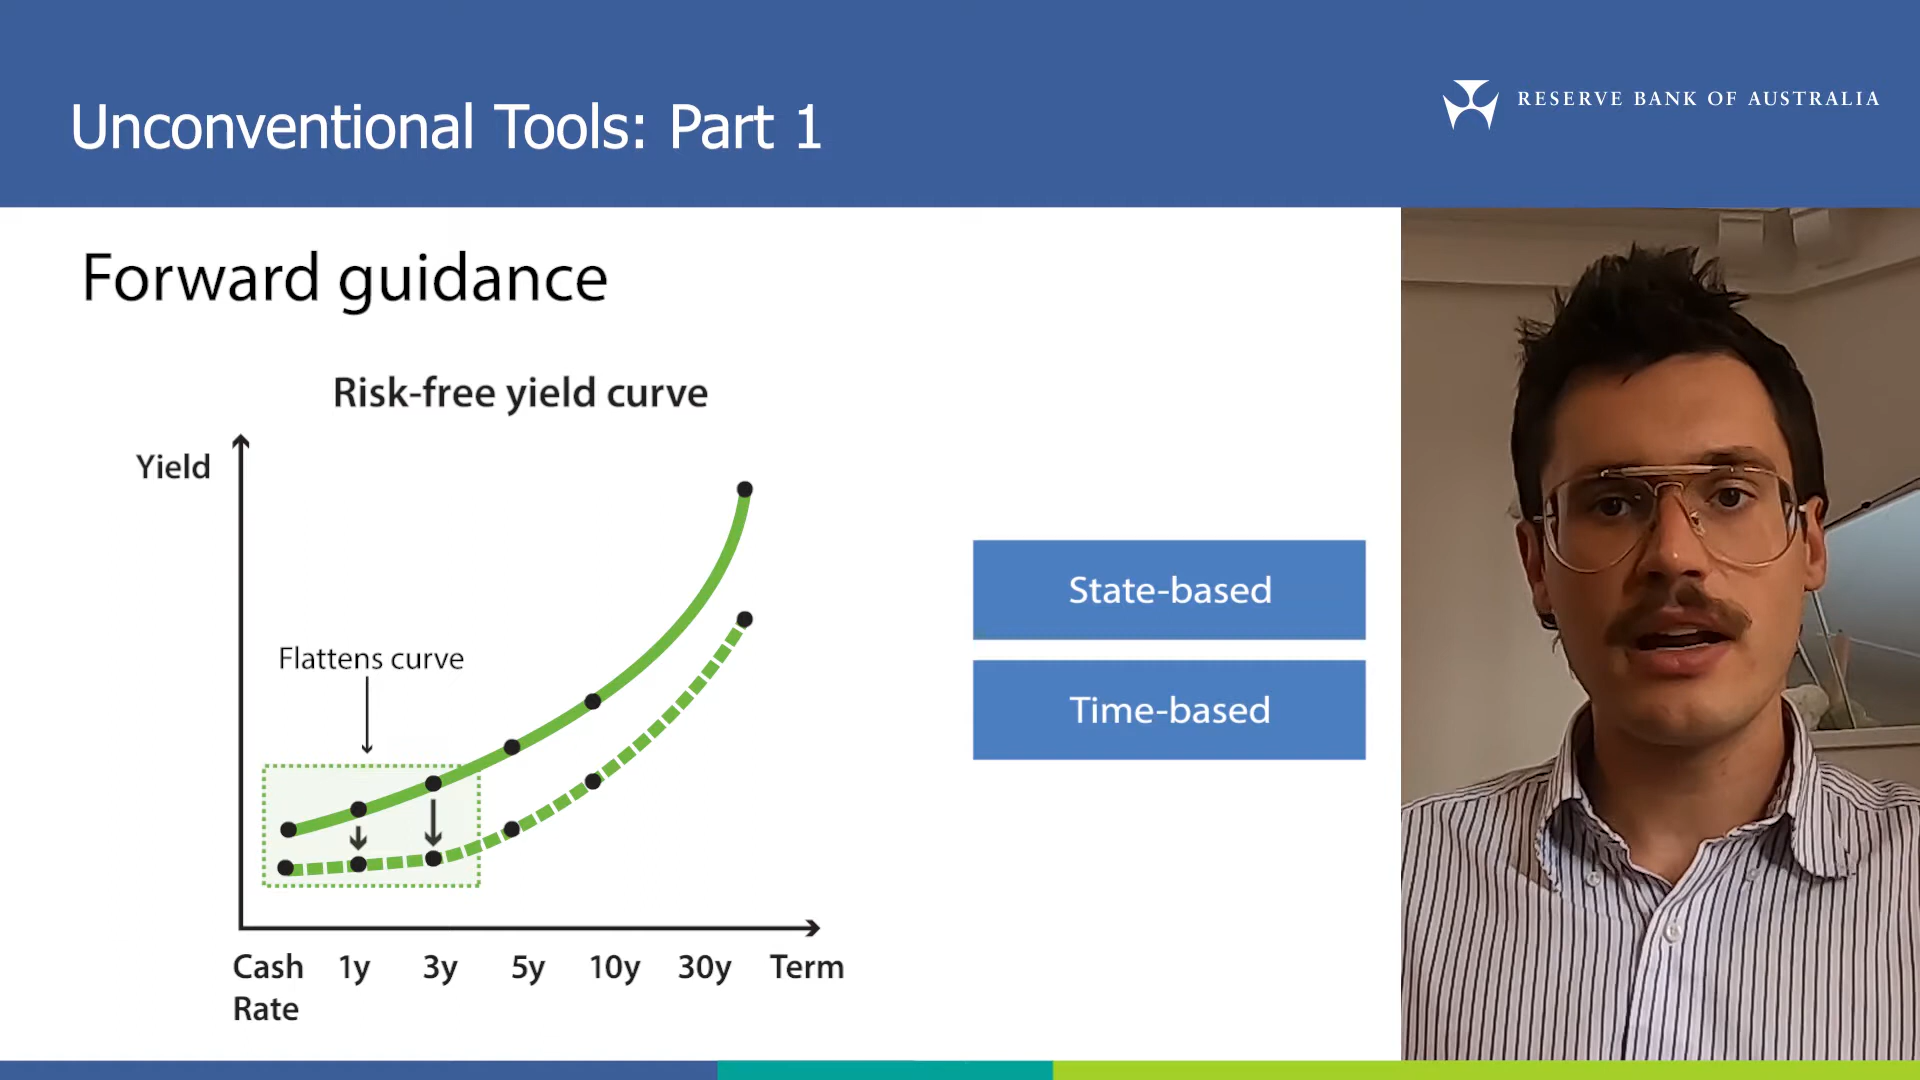 Unconventional Tools: Part 1
RESERVE BANK OF AUSTRALIA
Forward guidance
Risk-free yield curve
Yield
Flattens curve
State-based
Time-based
Cash Rate 1y 3y 5y 10y 30y Term